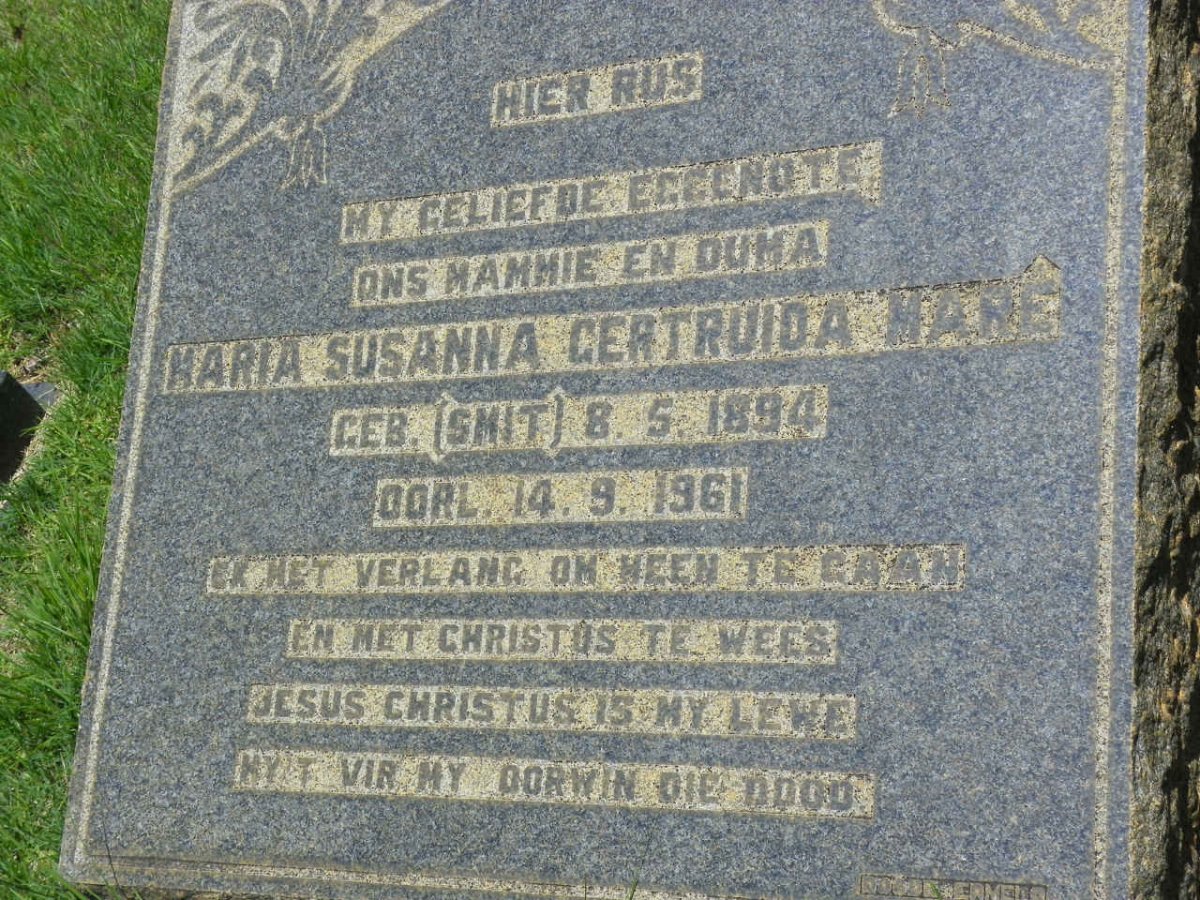 HIER RUS
MY GELIEFDE EGGENOTE
ONS MAMMIE EN OUMA
MARIA SUSANNA GERTRUIDA MARÉ
GEB. (SMIT) 8. 5. 1894
OORL. 14. 9. 1961
EK HET VERLANG OM HEEN TE GAAN
EN MET CHRISTUS TE WEES
JESUS CHRISTUS IS MY LEWE
HY'T VIR MY OORWIN DIE DOOD